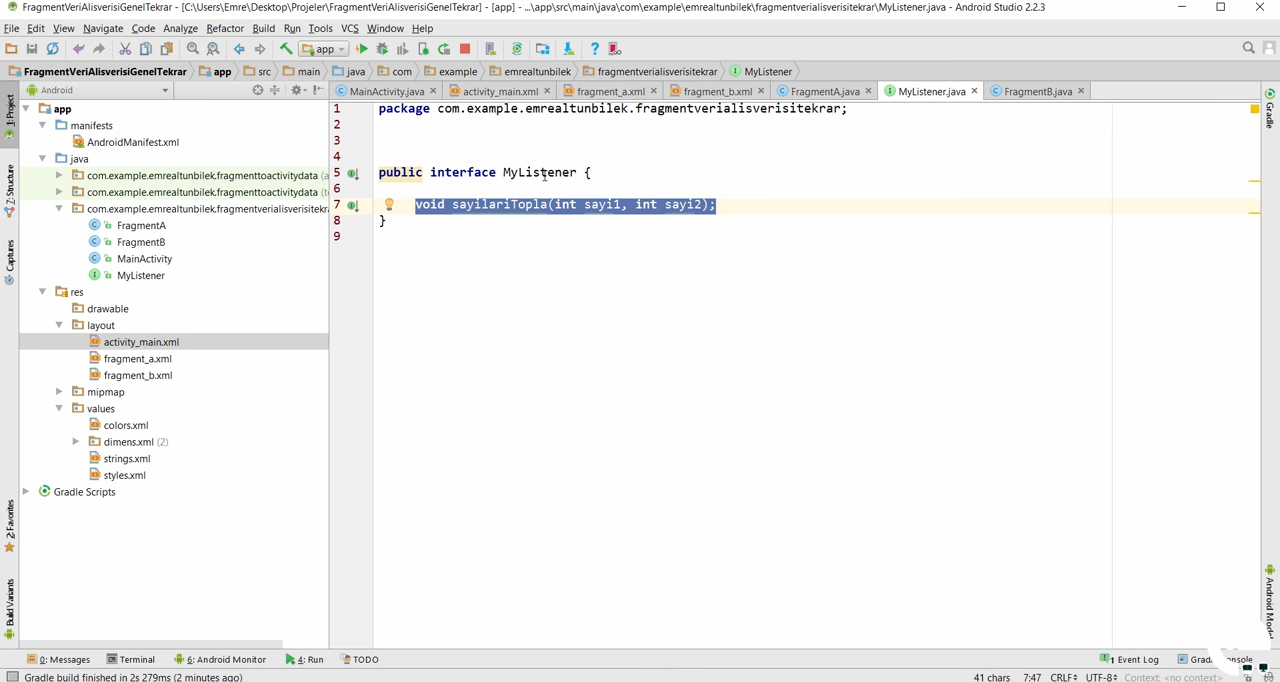 FragmentVeriAlisverisiGenelTekrar - [C:\Users\Emre\Desktop\Projeler\FragmentVeriAlisverisiGenelTekrar] - [app] - ...\app\src\main\java\com\example\emrealtunbilek\fragmentverialisverisitekrar\MyListener.java - Android Studio 2.2.3
File Edit View Navigate Code Analyze Refactor Build Run Tools VCS Window Help
app
FragmentVeriAlisverisiGenelTekrar app src main java com example emrealtunbilek fragmentverialisverisitekrar MyListener
Android
MainActivity.java activity_main.xml fragment_a.xml fragment_b.xml FragmentA.java MyListener.java FragmentB.java
1: Project
Z: Structure
Captures
2: Favorites
Build Variants
app
manifests
AndroidManifest.xml
java
com.example.emrealtunbilek.fragmenttoactivitydata (a
com.example.emrealtunbilek.fragmenttoactivitydata (t
com.example.emrealtunbilek.fragmentverialisverisitekra
FragmentA
FragmentB
MainActivity
MyListener
res
drawable
layout
activity_main.xml
fragment_a.xml
fragment_b.xml
mipmap
values
colors.xml
dimens.xml (2)
strings.xml
styles.xml
Gradle Scripts
1 package com.example.emrealtunbilek.fragmentverialisverisitekrar;
2
3
4
5 public interface MyListener {
6
7 void sayilariTopla(int sayi1, int sayi2);
8 }
9
Gradle
Android
0: Messages Terminal 6: Android Monitor 4: Run TODO
1 Event Log
Gradle build finished in 2s 279ms (2 minutes ago)
41 chars 7:47 CRLF UTF-8 Context: <no context>